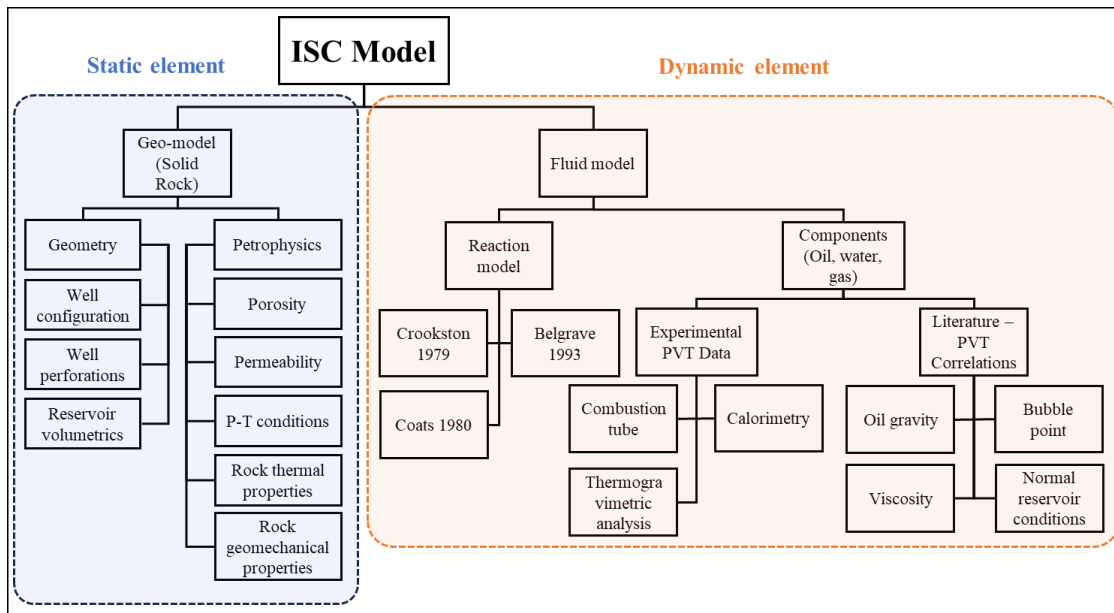 ISC Model
Static element
Dynamic element
Geo-model
(Solid
Rock)
Fluid model
Geometry
Petrophysics
Reaction
model
Components
(Oil, water,
gas)
Well
configuration
Porosity
Crookston
1979
Belgrave
1993
Experimental
PVT Data
Literature –
PVT
Correlations
Well
perforations
Permeability
Reservoir
volumetrics
P-T conditions
Coats 1980
Combustion
tube
Calorimetry
Oil gravity
Bubble
point
Rock thermal
properties
Thermogra
vimetric
analysis
Viscosity
Normal
reservoir
conditions
Rock
geomechanical
properties